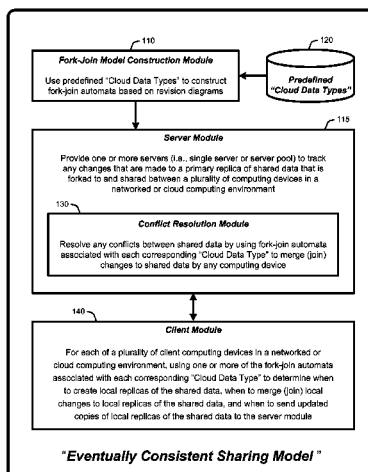 110
Fork-Join Model Construction Module
Use predefined "Cloud Data Types" to construct
fork-join automata based on revision diagrams
120
Predefined
"Cloud Data Types"
115
Server Module
Provide one or more servers (i.e., single server or server pool) to track
any changes that are made to a primary replica of shared data that is
forked to and shared between a plurality of computing devices in a
networked or cloud computing environment
130
Conflict Resolution Module
Resolve any conflicts between shared data by using fork-join automata
associated with each corresponding "Cloud Data Type" to merge (join)
changes to shared data by any computing device
140
Client Module
For each of a plurality of client computing devices in a networked or
cloud computing environment, using one or more of the fork-join automata
associated with each corresponding "Cloud Data Type" to determine when
to create local replicas of the shared data, when to merge (join) local
changes to local replicas of the shared data, and when to send updated
copies of local replicas of the shared data to the server module
"Eventually Consistent Sharing Model"